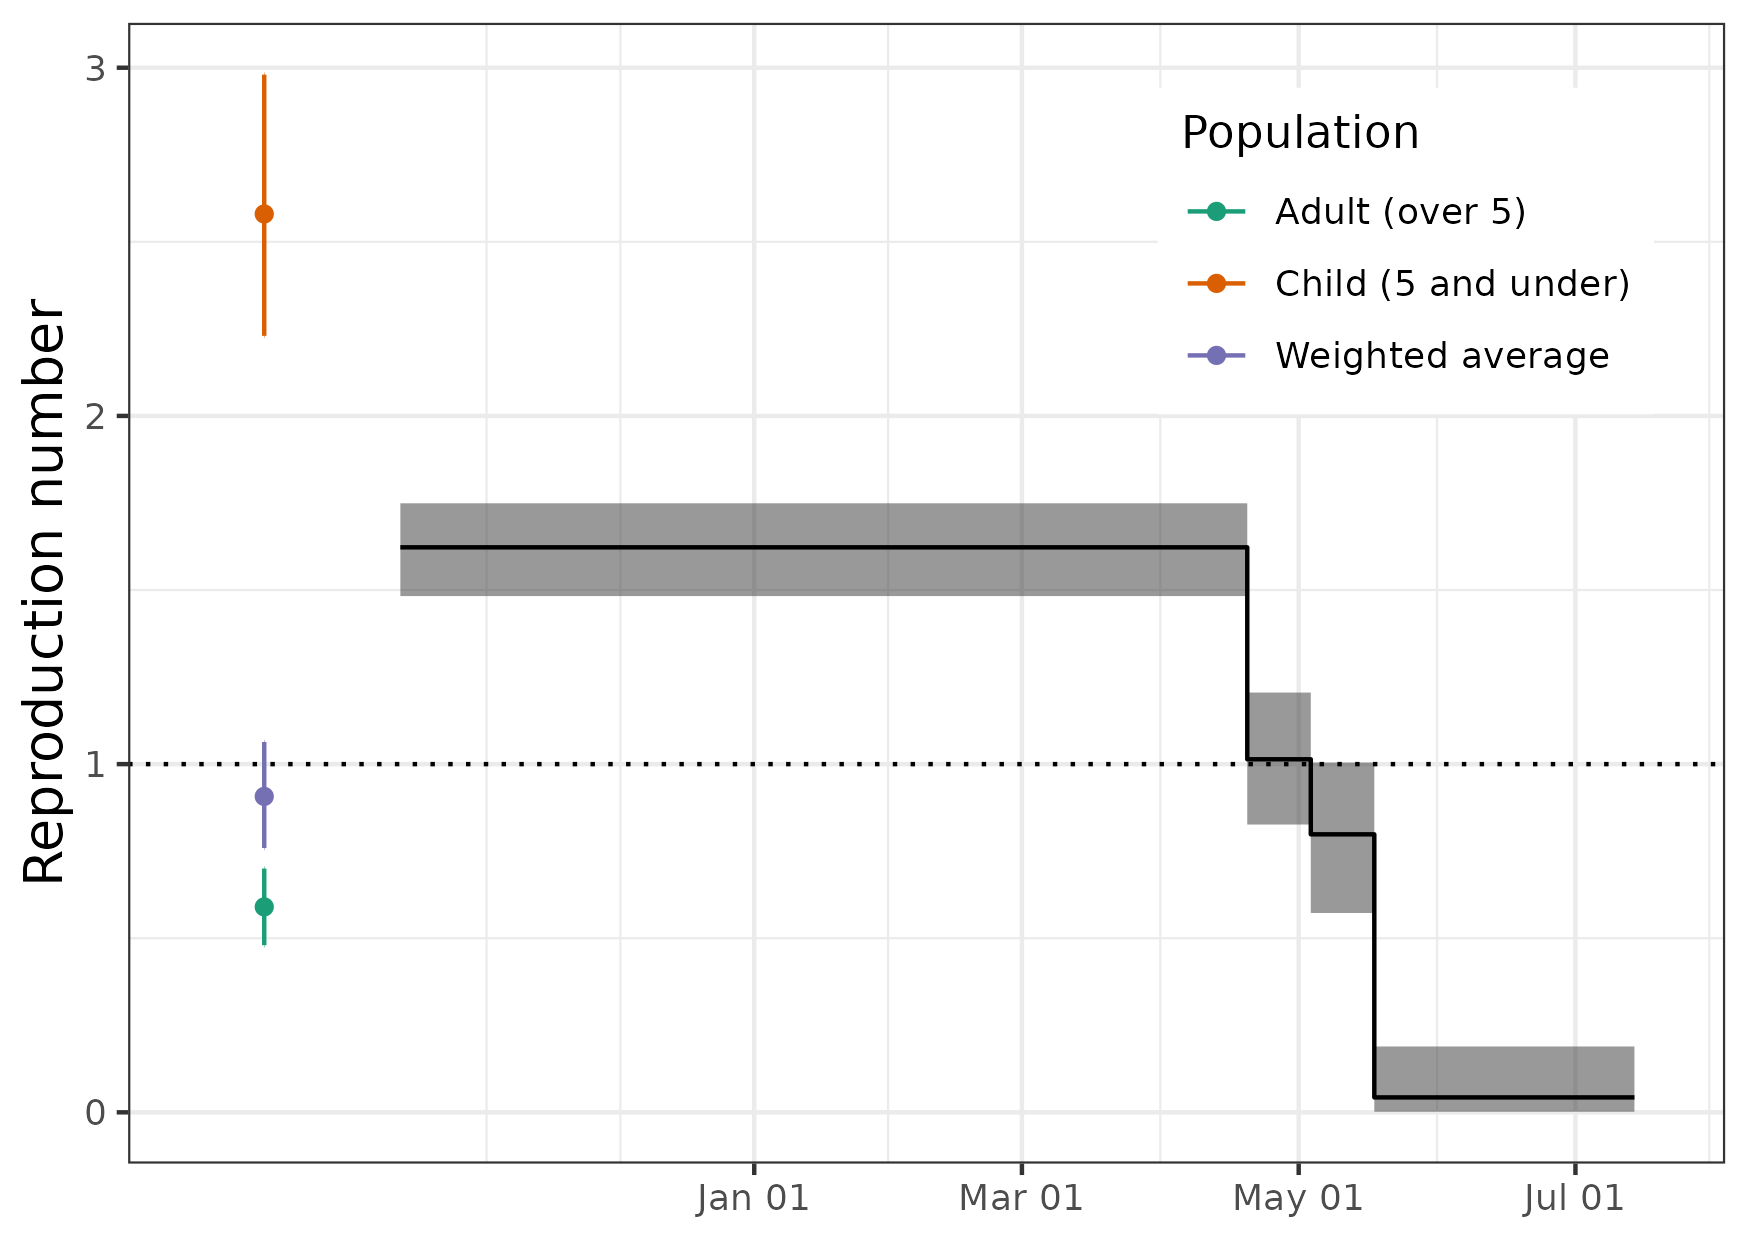 Reproduction number
3
2
1
0
Population
Adult (over 5)
Child (5 and under)
Weighted average
Jan 01
Mar 01
May 01
Jul 01